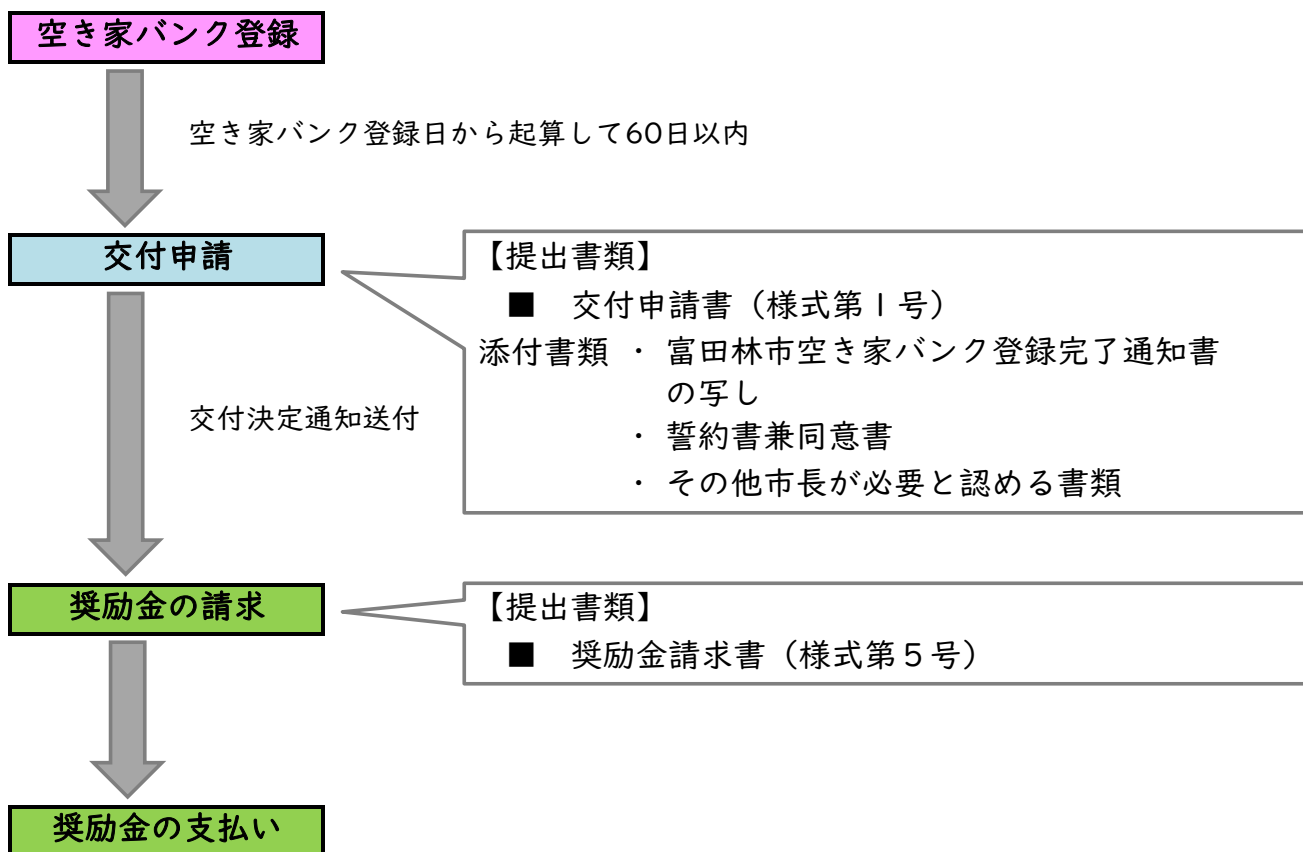 空き家バンク登録
空き家バンク登録日から起算して60日以内
交付申請
【提出書類】
■ 交付申請書（様式第１号）
添付書類 ・ 富田林市空き家バンク登録完了通知書
の写し
・ 誓約書兼同意書
・ その他市長が必要と認める書類
交付決定通知送付
奨励金の請求
【提出書類】
■ 奨励金請求書（様式第５号）
奨励金の支払い